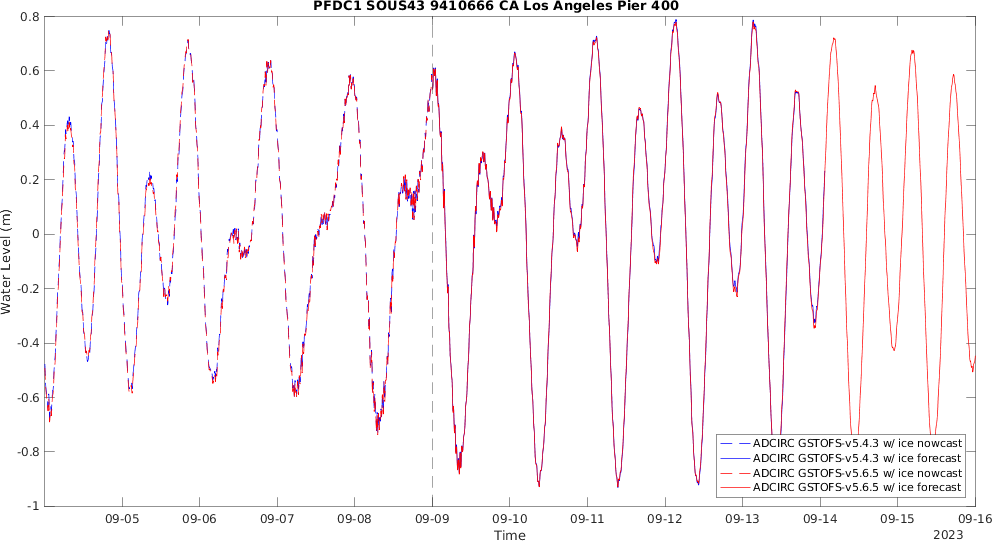 PFDC1 SOUS43 9410666 CA Los Angeles Pier 400
0.8
0.6
0.4
0.2
0
-0.2
-0.4
-0.6
-0.8
-1
Water Level (m)
ADCIRC GSTOFS-v5.4.3 w/ ice nowcast
ADCIRC GSTOFS-v5.4.3 w/ ice forecast
ADCIRC GSTOFS-v5.6.5 w/ ice nowcast
ADCIRC GSTOFS-v5.6.5 w/ ice forecast
09-05 09-06 09-07 09-08 09-09 09-10 09-11 09-12 09-13 09-14 09-15 09-16
Time
2023